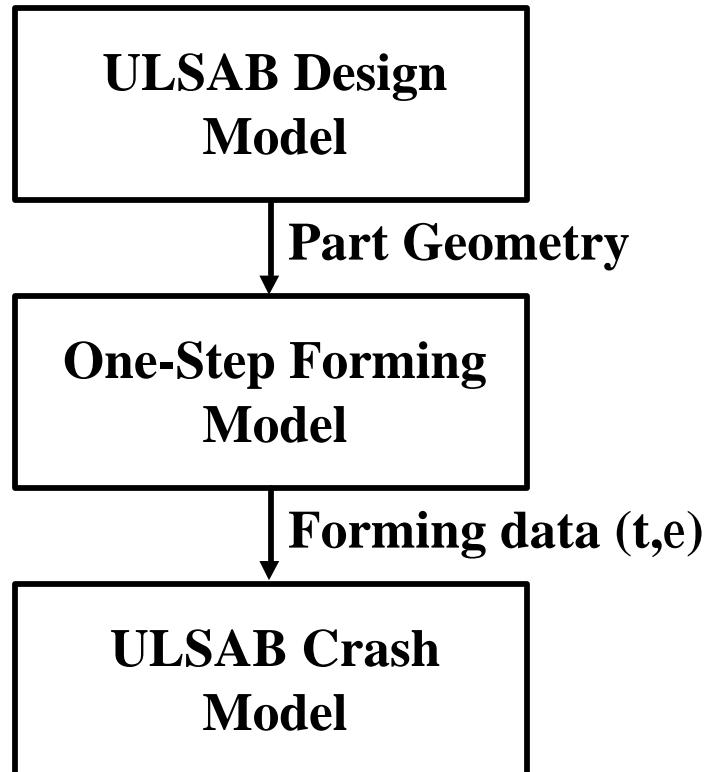 ULSAB Design
Model
Part Geometry
One-Step Forming
Model
Forming data (t,e)
ULSAB Crash
Model